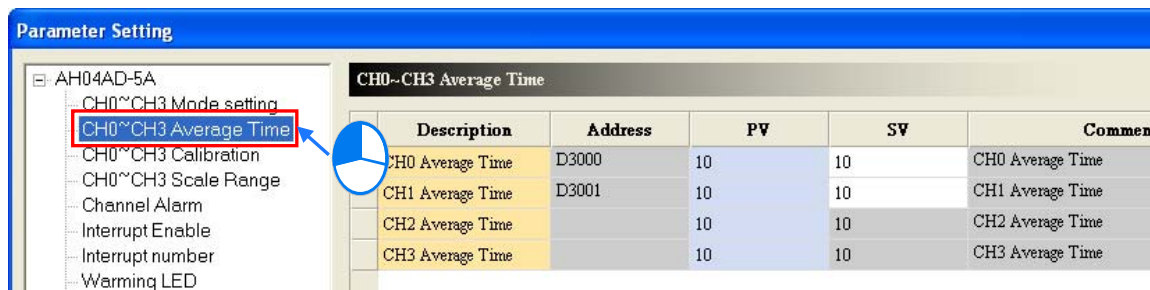 Parameter Setting
AH04AD-5A
CH0~CH3 Mode setting
CH0~CH3 Average Time
CH0~CH3 Calibration
CH0~CH3 Scale Range
Channel Alarm
Interrupt Enable
Interrupt number
Warming LED
CH0~CH3 Average Time
Description Address PV SV Commen
CH0 Average Time D3000 10 10 CH0 Average Time
CH1 Average Time D3001 10 10 CH1 Average Time
CH2 Average Time 10 10 CH2 Average Time
CH3 Average Time 10 10 CH3 Average Time